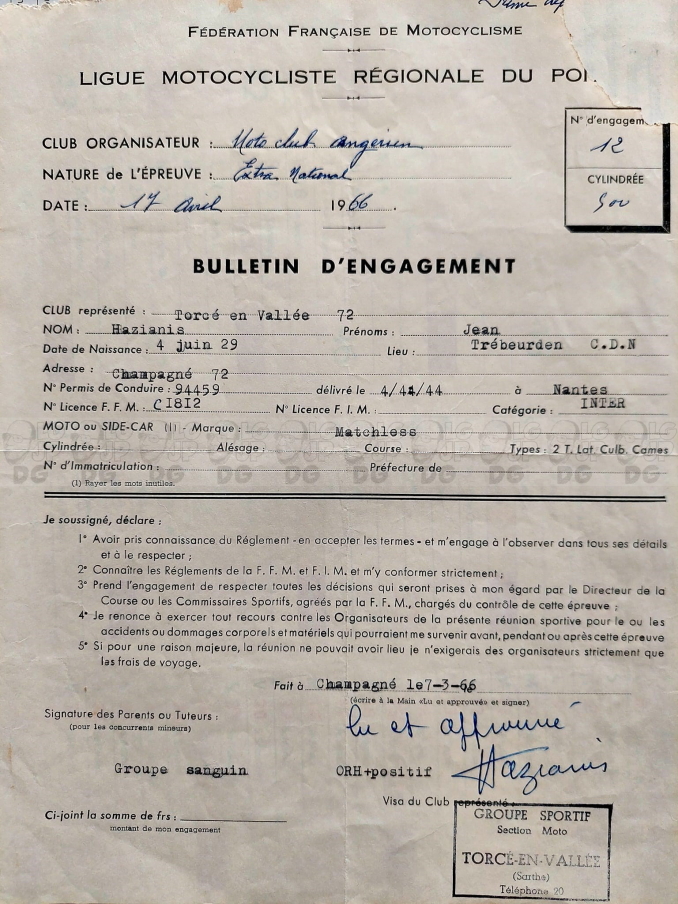 FÉDÉRATION FRANÇAISE DE MOTOCYCLISME
LIGUE MOTOCYCLISTE RÉGIONALE DU POI
N° d'engagem
12
CYLINDRÉE
500
CLUB ORGANISATEUR : Moto club angerien
NATURE de L'ÉPREUVE : Extra National
DATE : 17 avril 1966.
BULLETIN D'ENGAGEMENT
CLUB représenté : Torcé en Vallée 72
NOM : Hazianis Prénoms : Jean
Date de Naissance : 4 juin 29 Lieu : Trébeurden C.D.N
Adresse : Champagné 72
N° Permis de Conduire : 94459 délivré le 4/44/44 à Nantes
N° Licence F. F. M. : C 1812 N° Licence F. I. M. : Catégorie : INTER
MOTO ou SIDE-CAR (1) - Marque : Matchless
Cylindrée : Alésage : Course : Types : 2 T. Lat. Culb. Cames
N° d'Immatriculation : Préfecture de
(1) Rayer les mots inutiles.
Je soussigné, déclare :
1° Avoir pris connaissance du Réglement - en accepter les termes - et m'engage à l'observer dans tous ses détails
et à le respecter ;
2° Connaître les Réglements de la F. F. M. et F. I. M. et m'y conformer strictement ;
3° Prend l'engagement de respecter toutes les décisions qui seront prises à mon égard par le Directeur de la
Course ou les Commissaires Sportifs, agréés par la F. F. M., chargés du contrôle de cette épreuve ;
4° Je renonce à exercer tout recours contre les Organisateurs de la présente réunion sportive pour le ou les
accidents ou dommages corporels et matériels qui pourraient me survenir avant, pendant ou après cette épreuve
5° Si pour une raison majeure, la réunion ne pouvait avoir lieu je n'exigerais des organisateurs strictement que
les frais de voyage.
Fait à Champagné le 7-3-66
(écrire à la Main «Lu et approuvé» et signer)
Signature des Parents ou Tuteurs :
(pour les concurrents mineurs)
lu et approuvé
Groupe sanguin ORH+positif Hazianis
Visa du Club représenté :
Ci-joint la somme de frs :
montant de mon engagement
GROUPE SPORTIF
Section Moto
TORCÉ-EN-VALLÉE
(Sarthe)
Téléphone 20